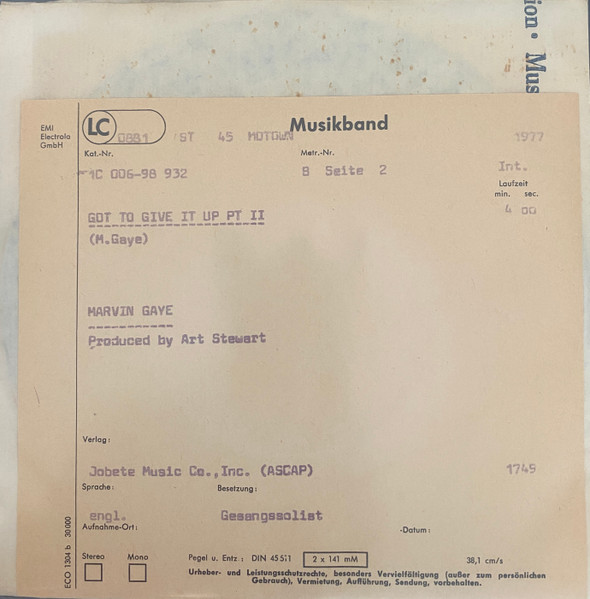 ion • Mus
EMI
Electrola
GmbH
LC
0881 ST 45 MOTOWN
Musikband
1977
Kat.-Nr.
Matr.-Nr.
1C 006-98 932
B Seite 2
Int.
Laufzeit
min. sec.
4 00
GOT TO GIVE IT UP PT II
(M.Gaye)
MARVIN GAYE
Produced by Art Stewart
Verlag:
Jobete Music Co.,Inc. (ASCAP)
1749
Sprache:
Besetzung:
engl.
Gesangssolist
Aufnahme-Ort:
-Datum:
Stereo
Mono
Pegel u. Entz.: DIN 45 511
2 x 141 mM
38,1 cm/s
Urheber- und Leistungsschutzrechte, besonders Vervielfältigung (außer zum persönlichen
Gebrauch), Vermietung, Aufführung, Sendung, vorbehalten.
ECO 1304 b 30000